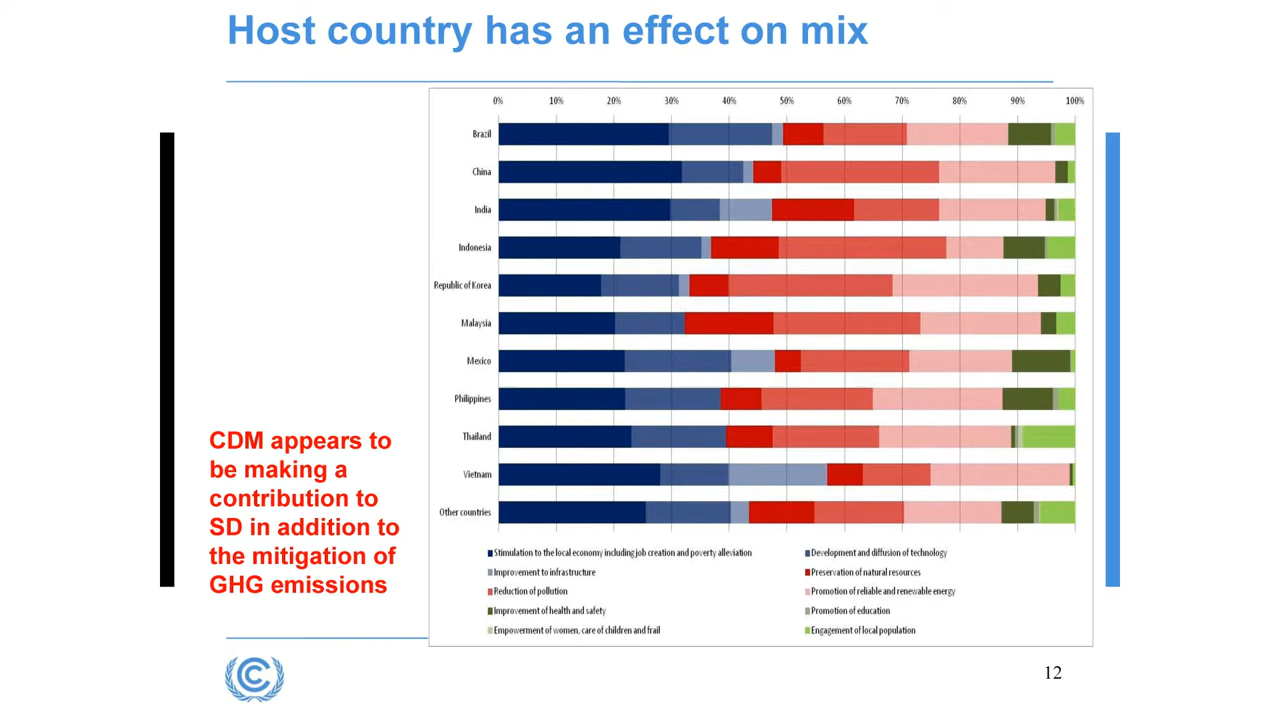 Host country has an effect on mix
0% 10% 20% 30% 40% 50% 60% 70% 80% 90% 100%
Brazil
China
India
Indonesia
Republic of Korea
Malaysia
Mexico
Philippines
Thailand
Vietnam
Other countries
Stimulation to the local economy including job creation and poverty alleviation
Development and diffusion of technology
Improvement to infrastructure
Preservation of natural resources
Reduction of pollution
Promotion of reliable and renewable energy
Improvement of health and safety
Promotion of education
Empowerment of women, care of children and frail
Engagement of local population
CDM appears to
be making a
contribution to
SD in addition to
the mitigation of
GHG emissions
12